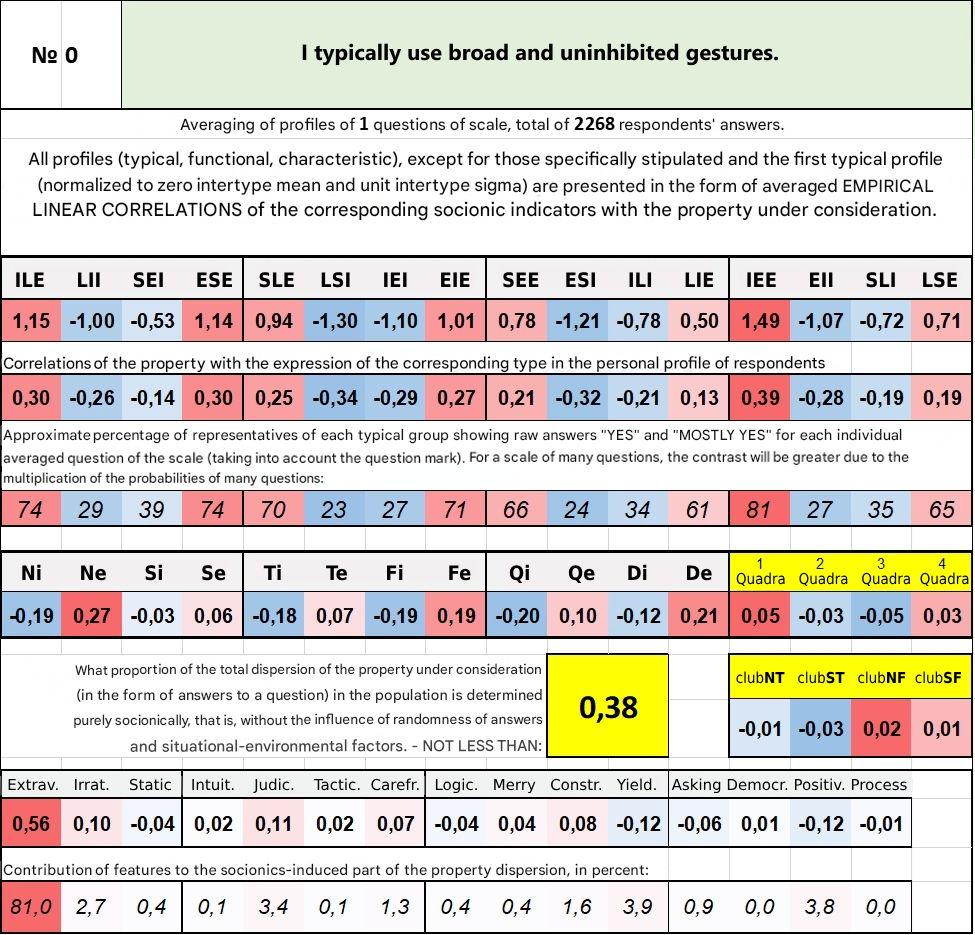 № 0
I typically use broad and uninhibited gestures.
Averaging of profiles of 1 questions of scale, total of 2268 respondents' answers.
All profiles (typical, functional, characteristic), except for those specifically stipulated and the first typical profile
(normalized to zero intertype mean and unit intertype sigma) are presented in the form of averaged EMPIRICAL
LINEAR CORRELATIONS of the corresponding socionic indicators with the property under consideration.
ILE LII SEI ESE SLE LSI IEI EIE SEE ESI ILI LIE IEE EII SLI LSE
1,15 -1,00 -0,53 1,14 0,94 -1,30 -1,10 1,01 0,78 -1,21 -0,78 0,50 1,49 -1,07 -0,72 0,71
Correlations of the property with the expression of the corresponding type in the personal profile of respondents
0,30 -0,26 -0,14 0,30 0,25 -0,34 -0,29 0,27 0,21 -0,32 -0,21 0,13 0,39 -0,28 -0,19 0,19
Approximate percentage of representatives of each typical group showing raw answers "YES" and "MOSTLY YES" for each individual
averaged question of the scale (taking into account the question mark). For a scale of many questions, the contrast will be greater due to the
multiplication of the probabilities of many questions:
74 29 39 74 70 23 27 71 66 24 34 61 81 27 35 65
Ni Ne Si Se Ti Te Fi Fe Qi Qe Di De 1 Quadra 2 Quadra 3 Quadra 4 Quadra
-0,19 0,27 -0,03 0,06 -0,18 0,07 -0,19 0,19 -0,20 0,10 -0,12 0,21 0,05 -0,03 -0,05 0,03
What proportion of the total dispersion of the property under consideration
(in the form of answers to a question) in the population is determined
purely socionically, that is, without the influence of randomness of answers
and situational-environmental factors. - NOT LESS THAN:
0,38
clubNT clubST clubNF clubSF
-0,01 -0,03 0,02 0,01
Extrav. Irrat. Static Intuit. Judic. Tactic. Carefr. Logic. Merry Constr. Yield. Asking Democr. Positiv. Process
0,56 0,10 -0,04 0,02 0,11 0,02 0,07 -0,04 0,04 0,08 -0,12 -0,06 0,01 -0,12 -0,01
Contribution of features to the socionics-induced part of the property dispersion, in percent:
81,0 2,7 0,4 0,1 3,4 0,1 1,3 0,4 0,4 1,6 3,9 0,9 0,0 3,8 0,0